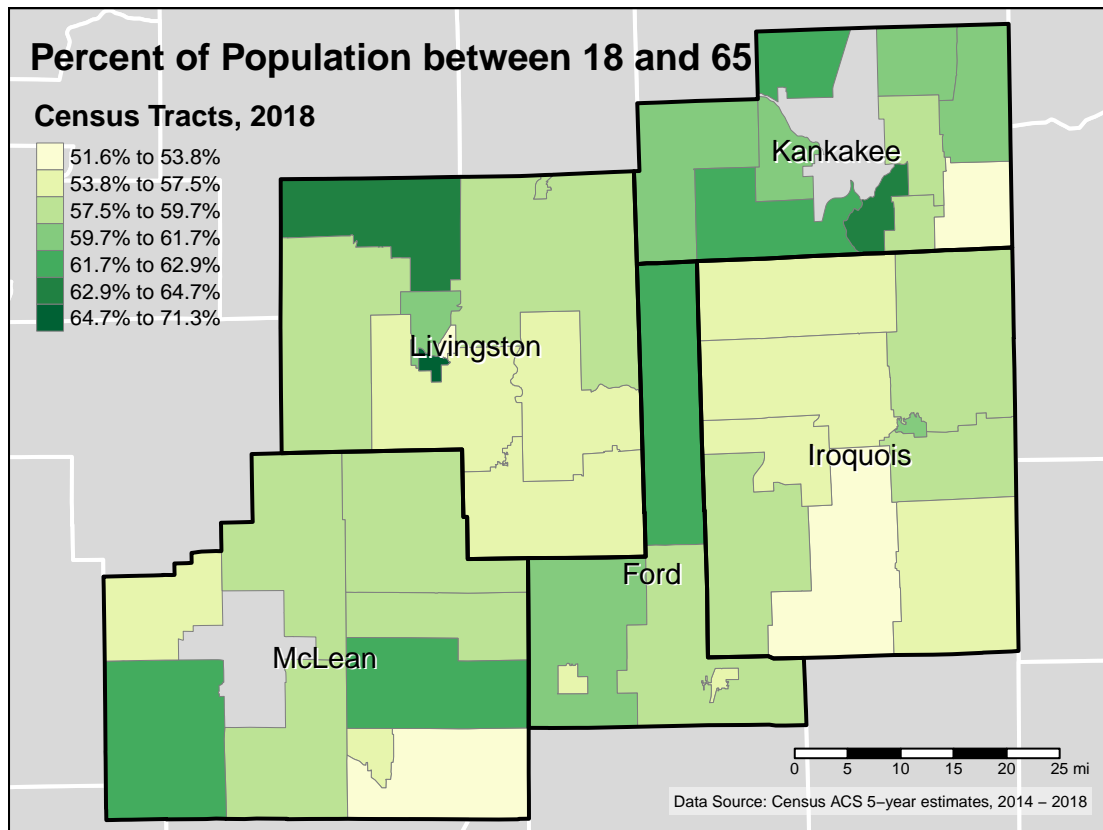 Percent of Population between 18 and 65
Census Tracts, 2018
51.6% to 53.8%
53.8% to 57.5%
57.5% to 59.7%
59.7% to 61.7%
61.7% to 62.9%
62.9% to 64.7%
64.7% to 71.3%
Kankakee
Livingston
Iroquois
Ford
McLean
0 5 10 15 20 25 mi
Data Source: Census ACS 5−year estimates, 2014 − 2018